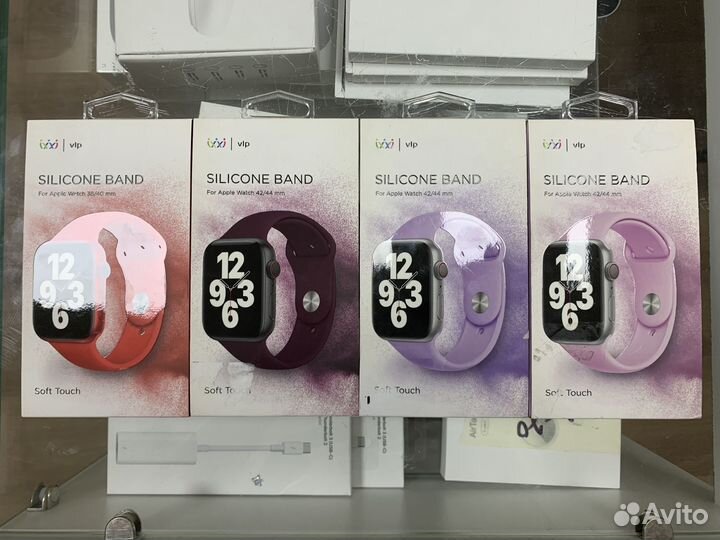 vlp
SILICONE BAND
For Apple Watch 38/40 mm
12
9 3
6
Soft Touch
vlp
SILICONE BAND
For Apple Watch 42/44 mm
12
9 3
6
Soft Touch
vlp
SILICONE BAND
For Apple Watch 42/44 mm
12
9 3
6
Soft Touch
vlp
SILICONE BAND
For Apple Watch 42/44 mm
12
9 3
6
Soft Touch
(USB-C)
AirTag
Avito